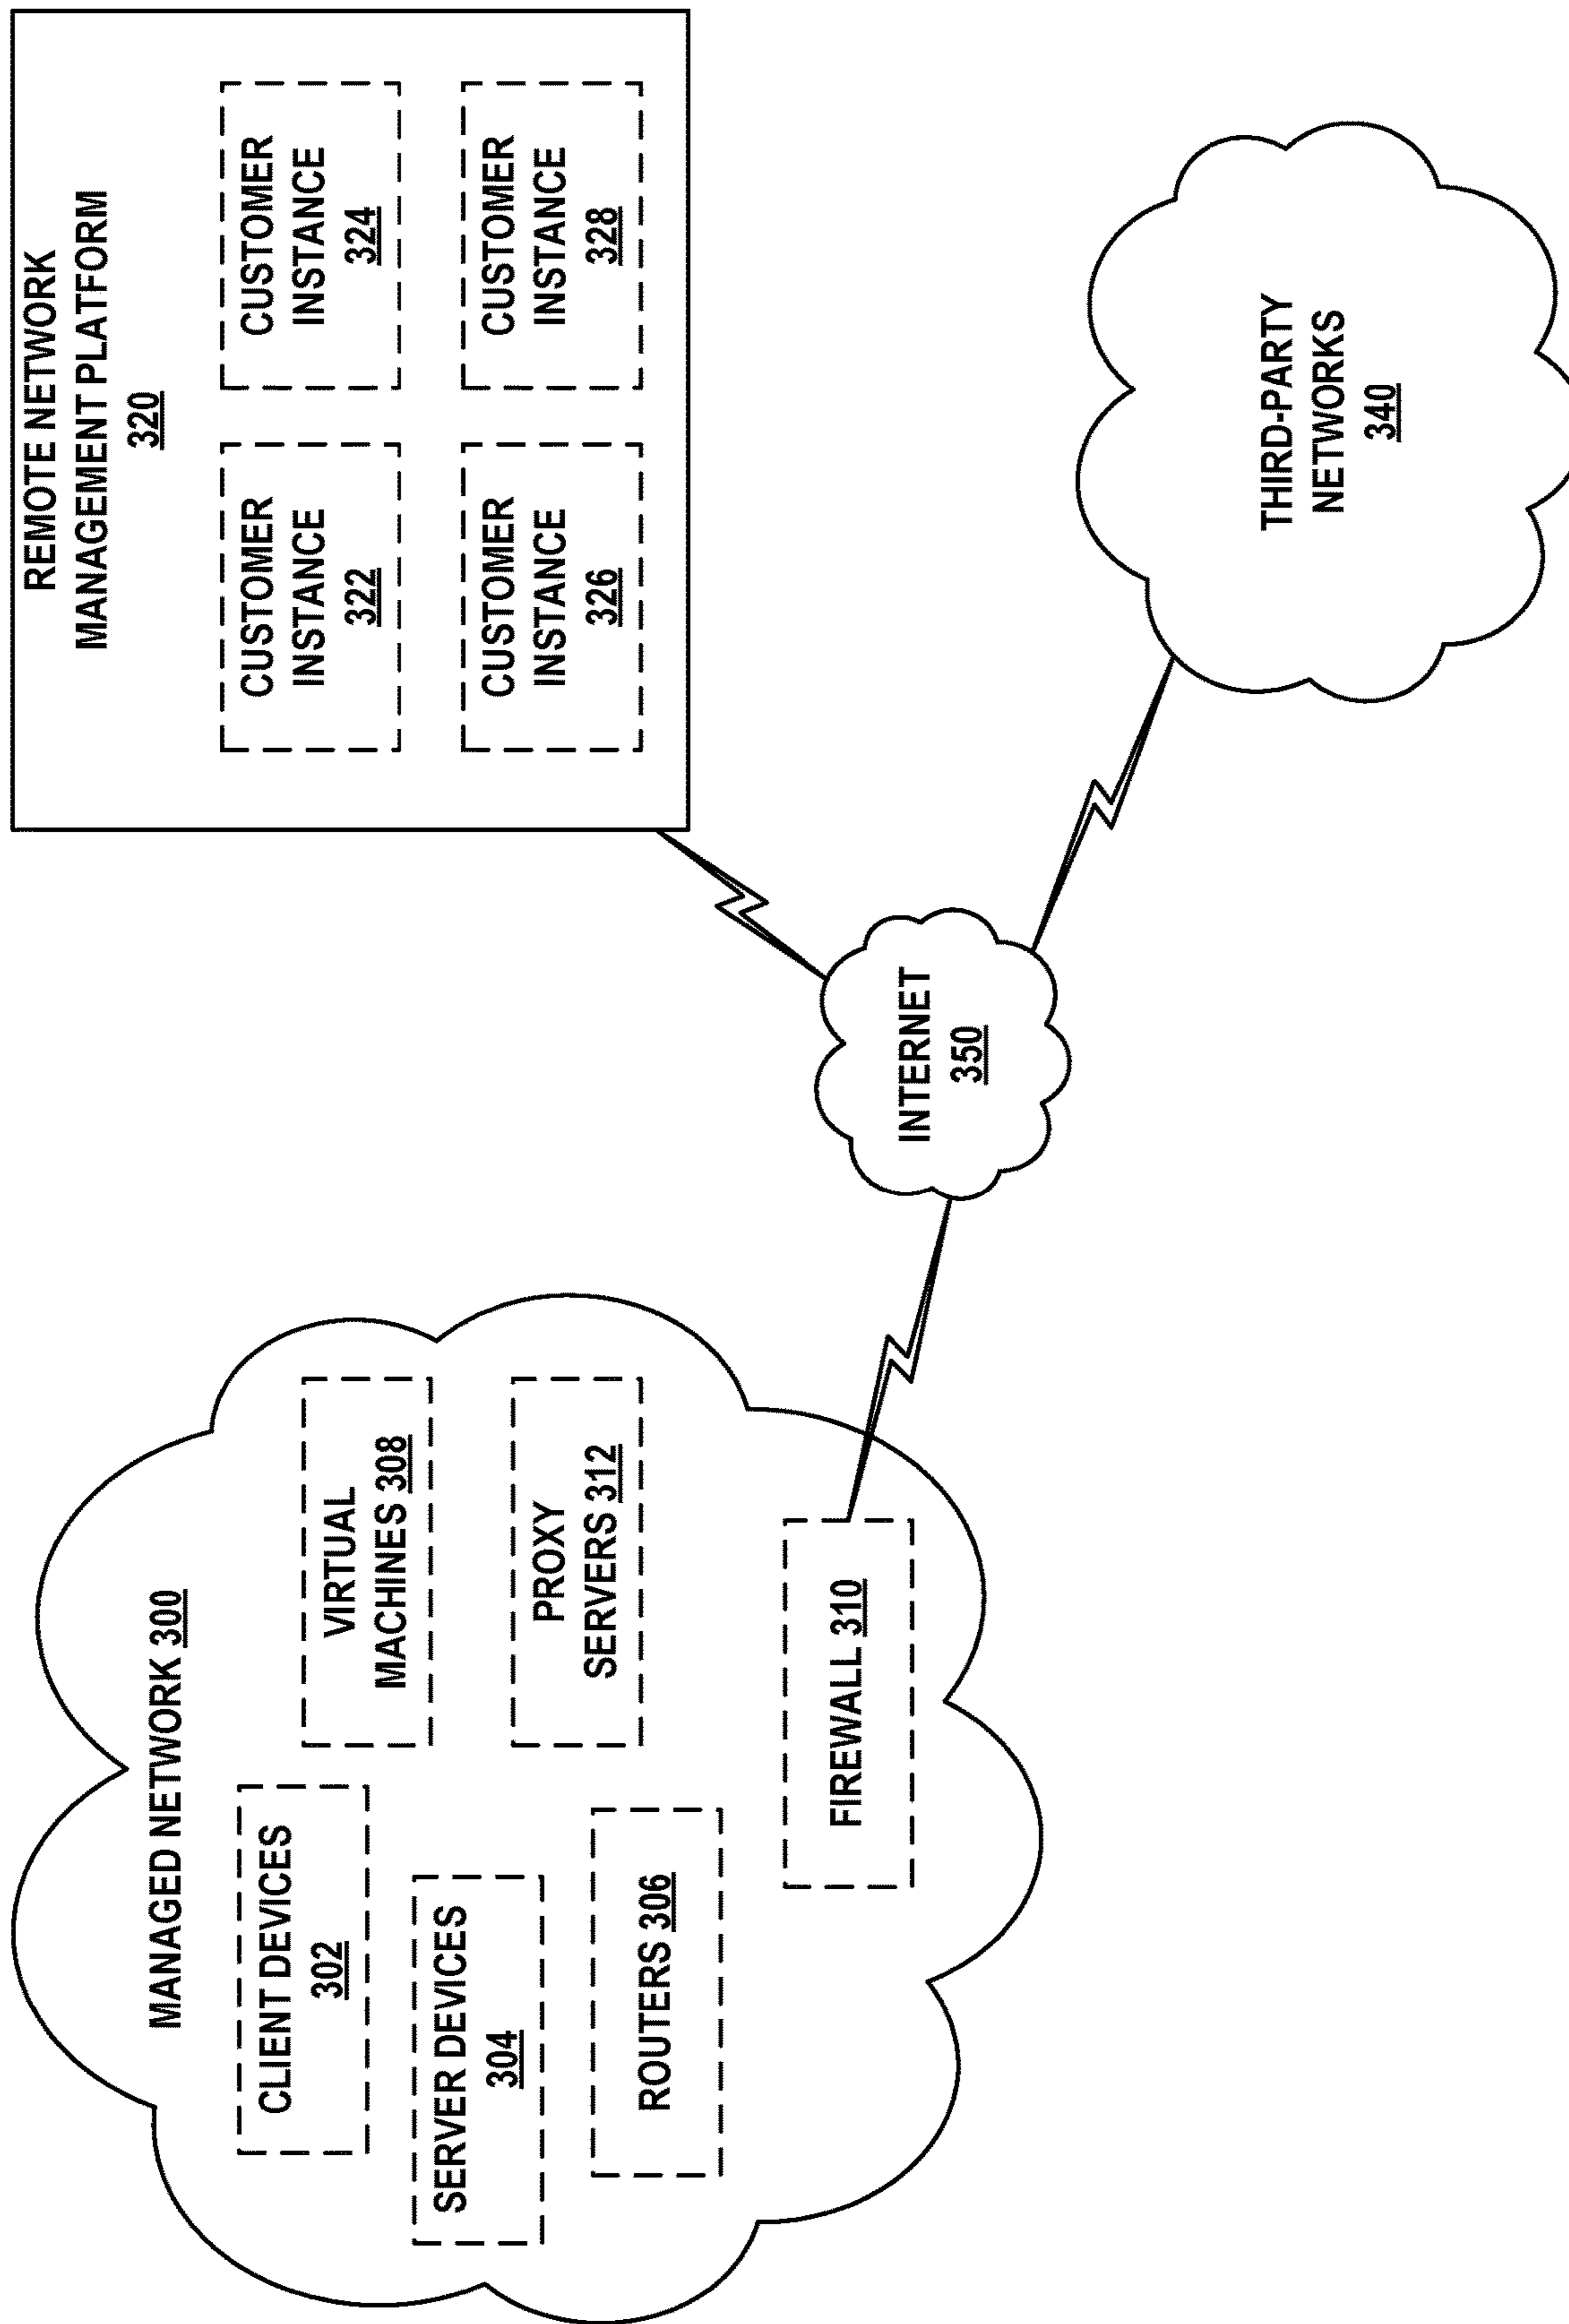 MANAGED NETWORK 300
CLIENT DEVICES
302
SERVER DEVICES
304
ROUTERS 306
VIRTUAL
MACHINES 308
PROXY
SERVERS 312
FIREWALL 310
INTERNET
350
REMOTE NETWORK
MANAGEMENT PLATFORM
320
CUSTOMER
INSTANCE
322
CUSTOMER
INSTANCE
324
CUSTOMER
INSTANCE
326
CUSTOMER
INSTANCE
328
THIRD-PARTY
NETWORKS
340